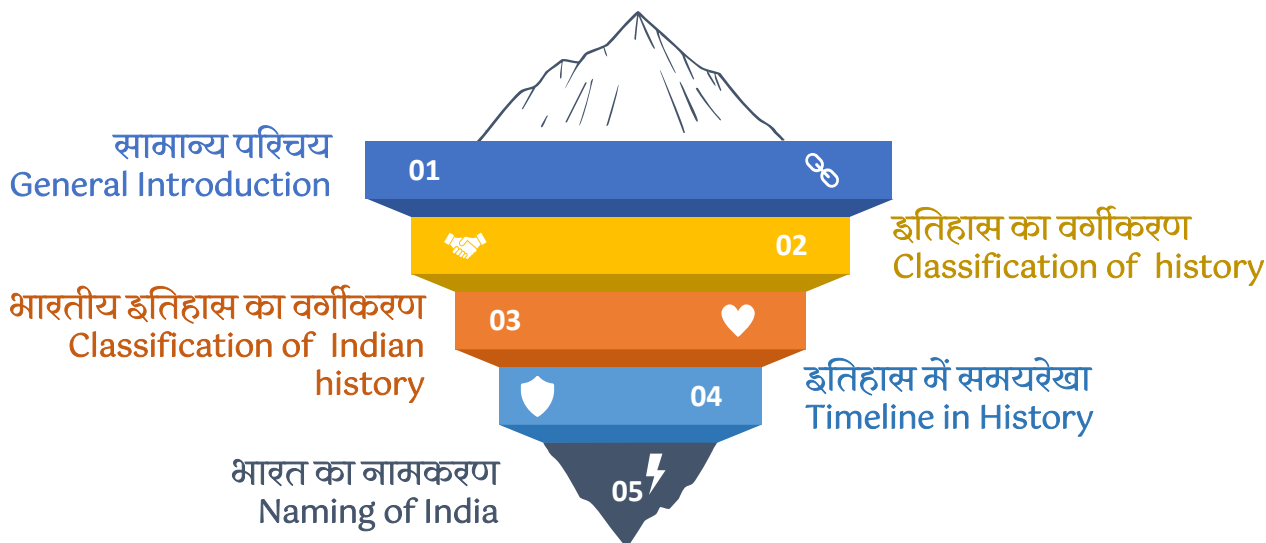 सामान्य परिचय
General Introduction
01
02
इतिहास का वर्गीकरण
Classification of history
भारतीय इतिहास का वर्गीकरण
Classification of Indian
history
03
04
इतिहास में समयरेखा
Timeline in History
भारत का नामकरण
Naming of India
05